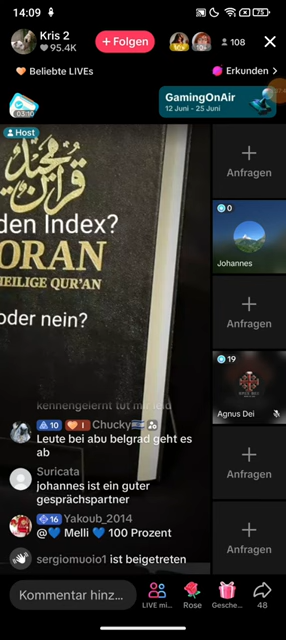 14:09
75
Kris 2
95.4K
+ Folgen
108
Beliebte LIVEs
Erkunden >
GamingOnAir
12 Juni - 25 Juni
03:10
Host
قرآن مجيد
den Index?
ORAN
HEILIGE QUR'AN
oder nein?
Anfragen
0
Johannes
Anfragen
19
Agnus Dei
Anfragen
Anfragen
kennengelernt tut mir leid
10 1 Chucky
Leute bei abu belgrad geht es
ab
Suricata
johannes ist ein guter
gesprächspartner
16 Yakoub_2014
@💙 Melli 💙 100 Prozent
sergiomuoio1 ist beigetreten
Kommentar hinz...
LIVE mi...
Rose
Gesche...
48